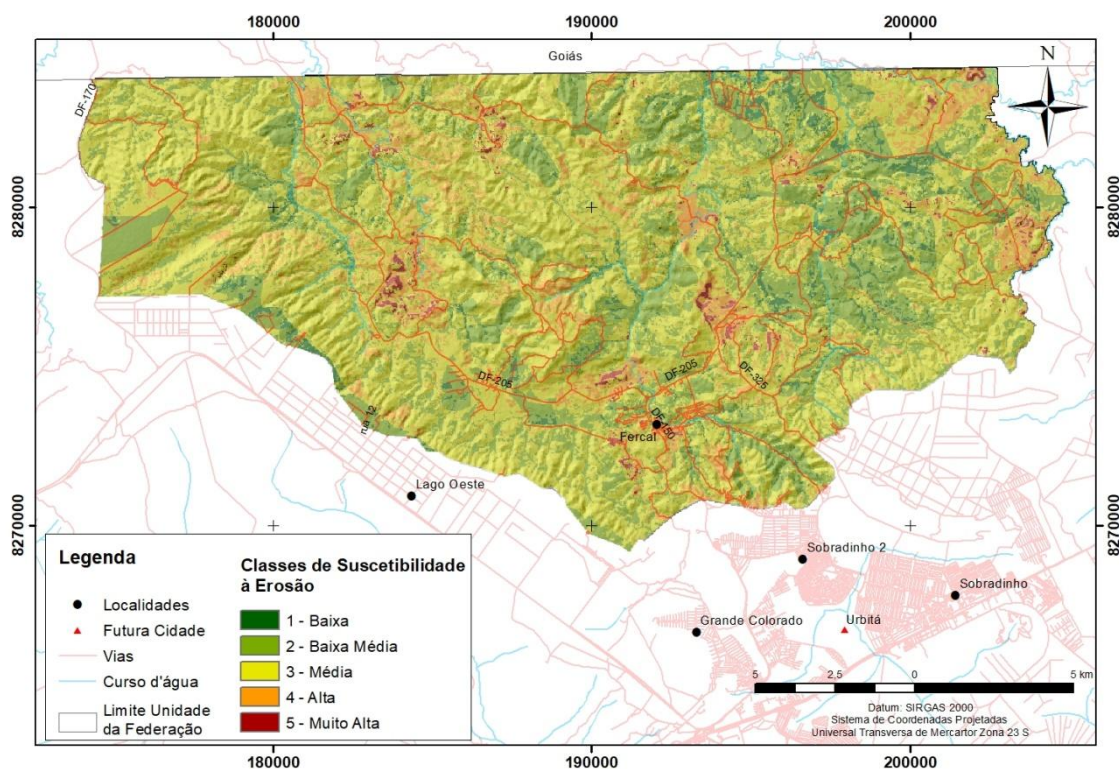 180000 190000 200000
Goiás
N
DF-170
8280000 8280000
DF-205 DF-205
DF-325
DF-150
rua 12
Fercal
Lago Oeste
8270000 8270000
Sobradinho 2
Sobradinho
Grande Colorado Urbitá
Legenda
Localidades
Futura Cidade
Vias
Curso d'água
Limite Unidade
da Federação
Classes de Suscetibilidade
à Erosão
1 - Baixa
2 - Baixa Média
3 - Média
4 - Alta
5 - Muito Alta
5 2,5 0 5 km
Datum: SIRGAS 2000
Sistema de Coordenadas Projetadas
Universal Transversa de Mercartor Zona 23 S
180000 190000 200000